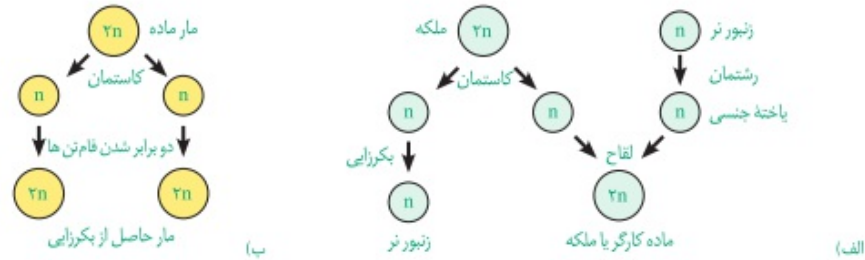 زنبور نر n
رشتمان
یاختهٔ جنسی n
ملکه ۲n
کاستمان
n n
لقاح
بکرزایی
۲n
n
ماده کارگر یا ملکه
زنبور نر
الف)
مار ماده ۲n
کاستمان
n n
دو برابر شدن فام‌تن ها
۲n ۲n
مار حاصل از بکرزایی
ب)